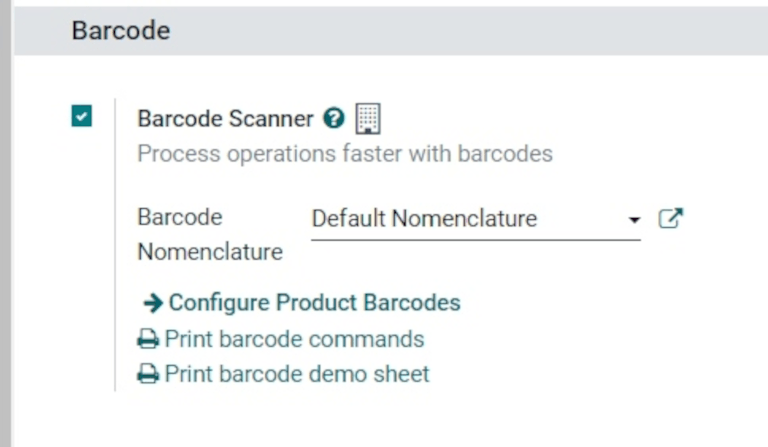 Barcode
Barcode Scanner ?
Process operations faster with barcodes
Barcode
Nomenclature
Default Nomenclature
Configure Product Barcodes
Print barcode commands
Print barcode demo sheet